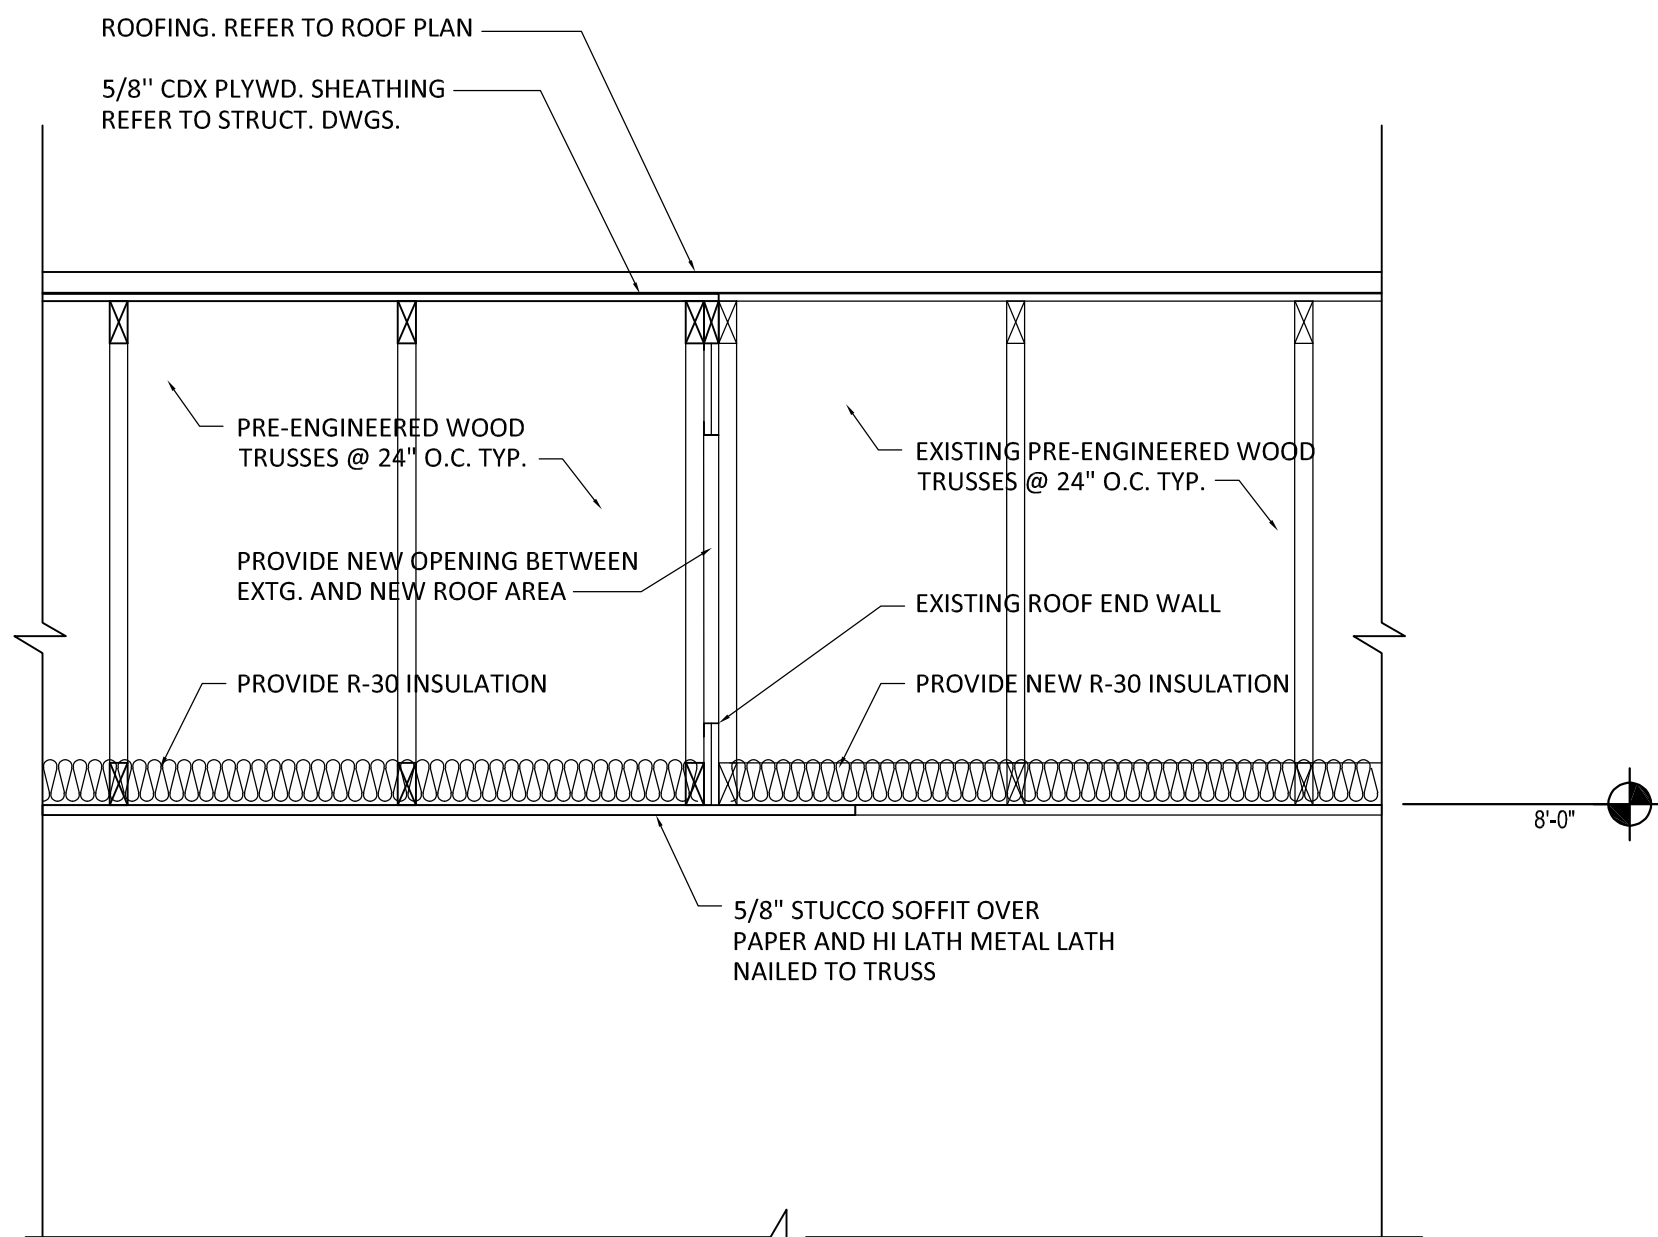 ROOFING. REFER TO ROOF PLAN
5/8" CDX PLYWD. SHEATHING
REFER TO STRUCT. DWGS.
PRE-ENGINEERED WOOD
TRUSSES @ 24" O.C. TYP.
EXISTING PRE-ENGINEERED WOOD
TRUSSES @ 24" O.C. TYP.
PROVIDE NEW OPENING BETWEEN
EXTG. AND NEW ROOF AREA
EXISTING ROOF END WALL
PROVIDE R-30 INSULATION
PROVIDE NEW R-30 INSULATION
8'-0"
5/8" STUCCO SOFFIT OVER
PAPER AND HI LATH METAL LATH
NAILED TO TRUSS